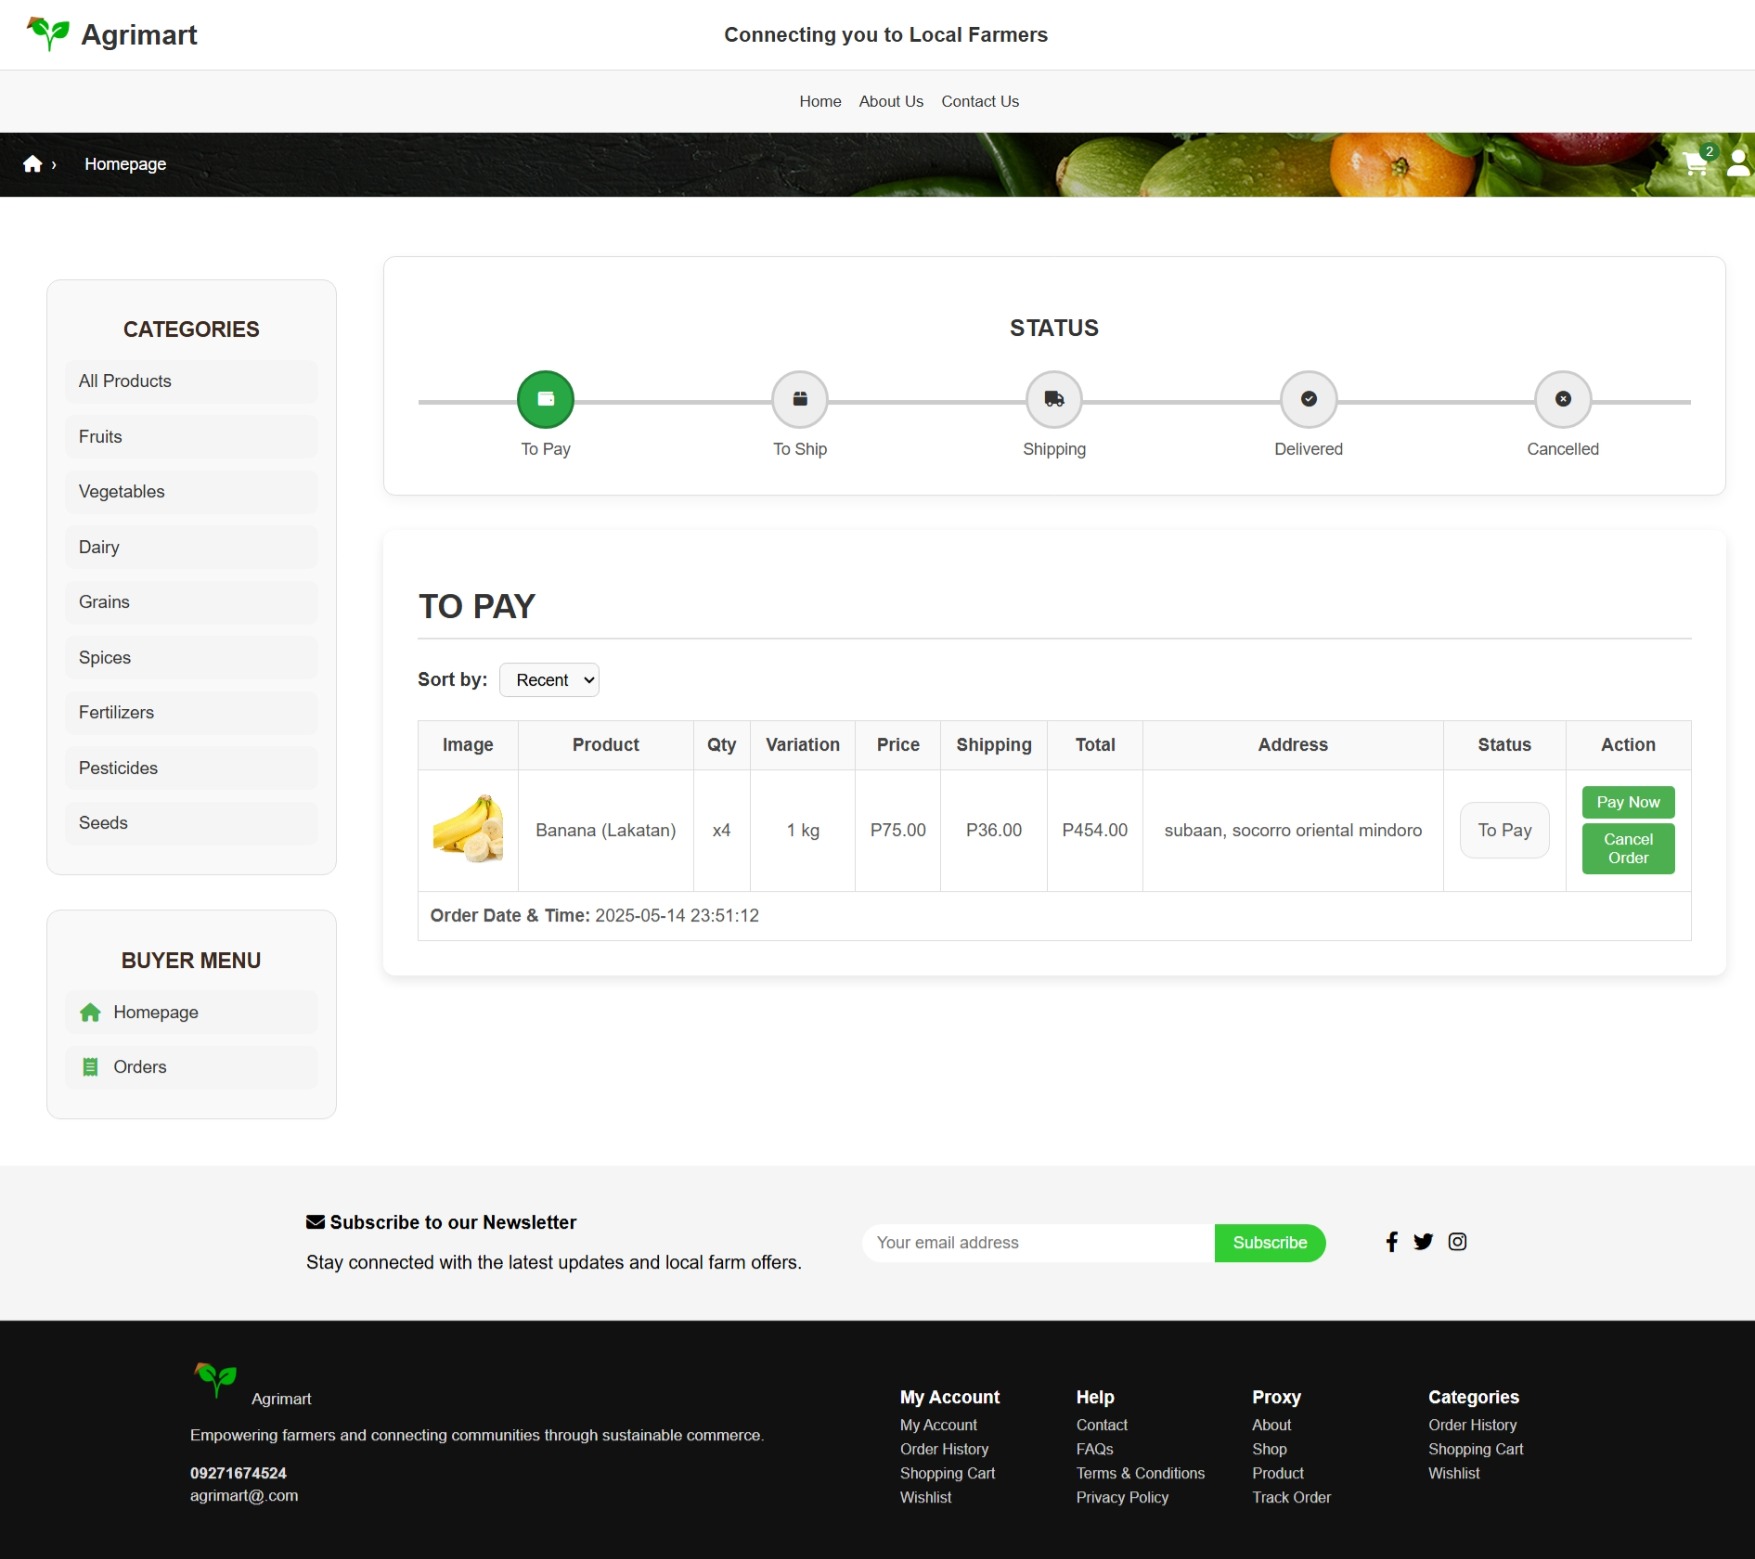 Agrimart
Connecting you to Local Farmers
Home About Us Contact Us
› Homepage
2
CATEGORIES
All Products
Fruits
Vegetables
Dairy
Grains
Spices
Fertilizers
Pesticides
Seeds
BUYER MENU
Homepage
Orders
STATUS
To Pay To Ship Shipping Delivered Cancelled
TO PAY
Sort by: Recent
Image Product Qty Variation Price Shipping Total Address Status Action
Banana (Lakatan) x4 1 kg P75.00 P36.00 P454.00 subaan, socorro oriental mindoro To Pay
Pay Now
Cancel
Order
Order Date & Time: 2025-05-14 23:51:12
Subscribe to our Newsletter
Stay connected with the latest updates and local farm offers.
Your email address Subscribe
Agrimart
Empowering farmers and connecting communities through sustainable commerce.
09271674524
agrimart@.com
My Account
My Account
Order History
Shopping Cart
Wishlist
Help
Contact
FAQs
Terms & Conditions
Privacy Policy
Proxy
About
Shop
Product
Track Order
Categories
Order History
Shopping Cart
Wishlist